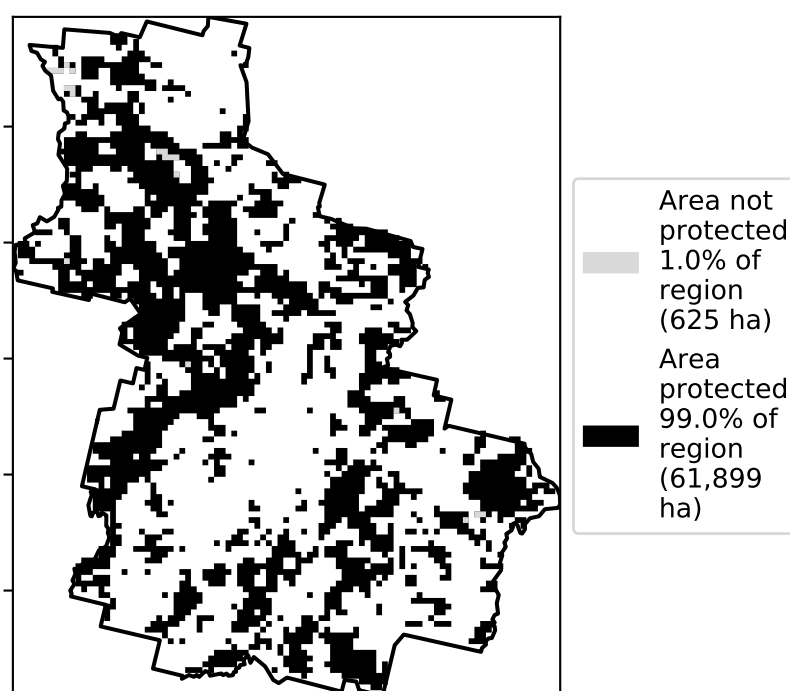 Area not
protected
1.0% of
region
(625 ha)
Area
protected
99.0% of
region
(61,899
ha)